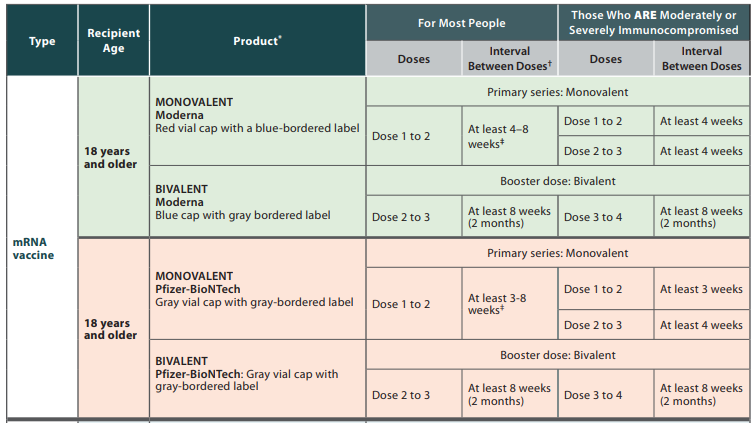 Type
Recipient
Age
Product*
For Most People
Those Who ARE Moderately or
Severely Immunocompromised
Doses
Interval
Between Doses†
Doses
Interval
Between Doses
mRNA
vaccine
18 years
and older
MONOVALENT
Moderna
Red vial cap with a blue-bordered label
Primary series: Monovalent
Dose 1 to 2
At least 4–8
weeks‡
Dose 1 to 2
At least 4 weeks
Dose 2 to 3
At least 4 weeks
BIVALENT
Moderna
Blue cap with gray bordered label
Booster dose: Bivalent
Dose 2 to 3
At least 8 weeks
(2 months)
Dose 3 to 4
At least 8 weeks
(2 months)
18 years
and older
MONOVALENT
Pfizer-BioNTech
Gray vial cap with gray-bordered label
Primary series: Monovalent
Dose 1 to 2
At least 3-8
weeks‡
Dose 1 to 2
At least 3 weeks
Dose 2 to 3
At least 4 weeks
BIVALENT
Pfizer-BioNTech: Gray vial cap with
gray-bordered label
Booster dose: Bivalent
Dose 2 to 3
At least 8 weeks
(2 months)
Dose 3 to 4
At least 8 weeks
(2 months)